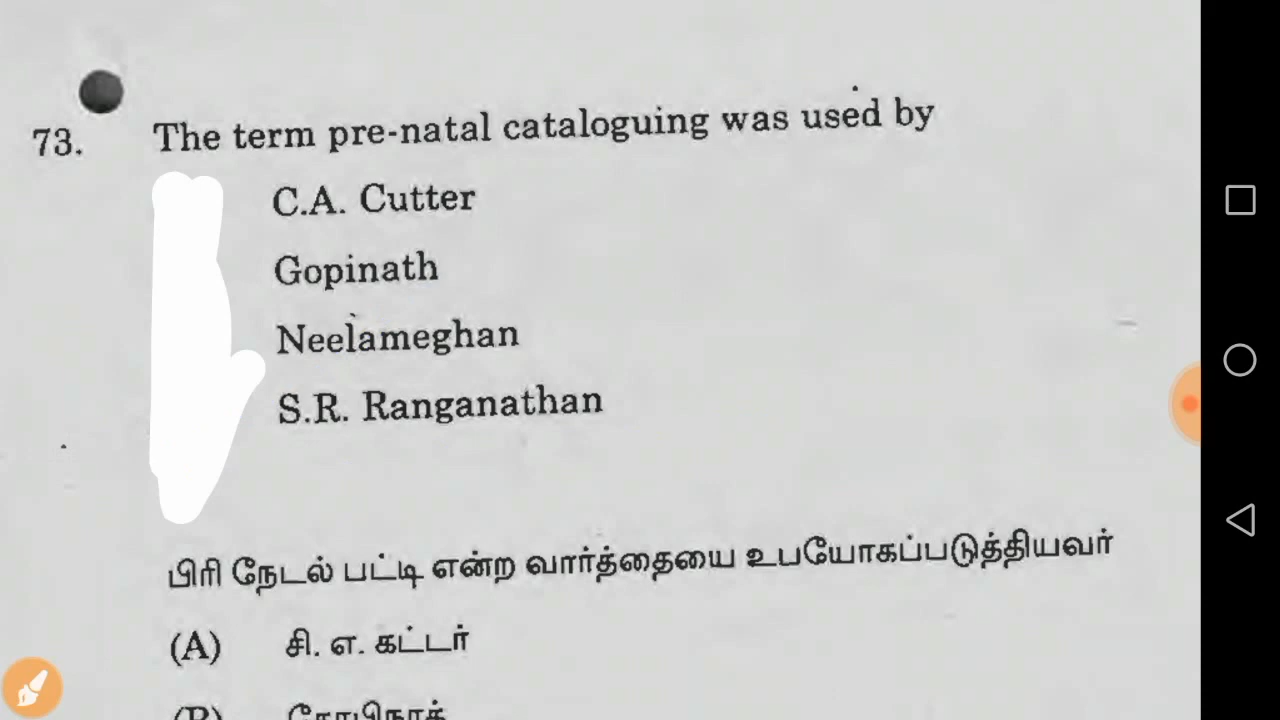 73. The term pre-natal cataloguing was used by
C.A. Cutter
Gopinath
Neelameghan
S.R. Ranganathan
பிரி நேடல் பட்டி என்ற வார்த்தையை உபயோகப்படுத்தியவர்
(A) சி. எ. கட்டர்
(B) கோபிநாத்